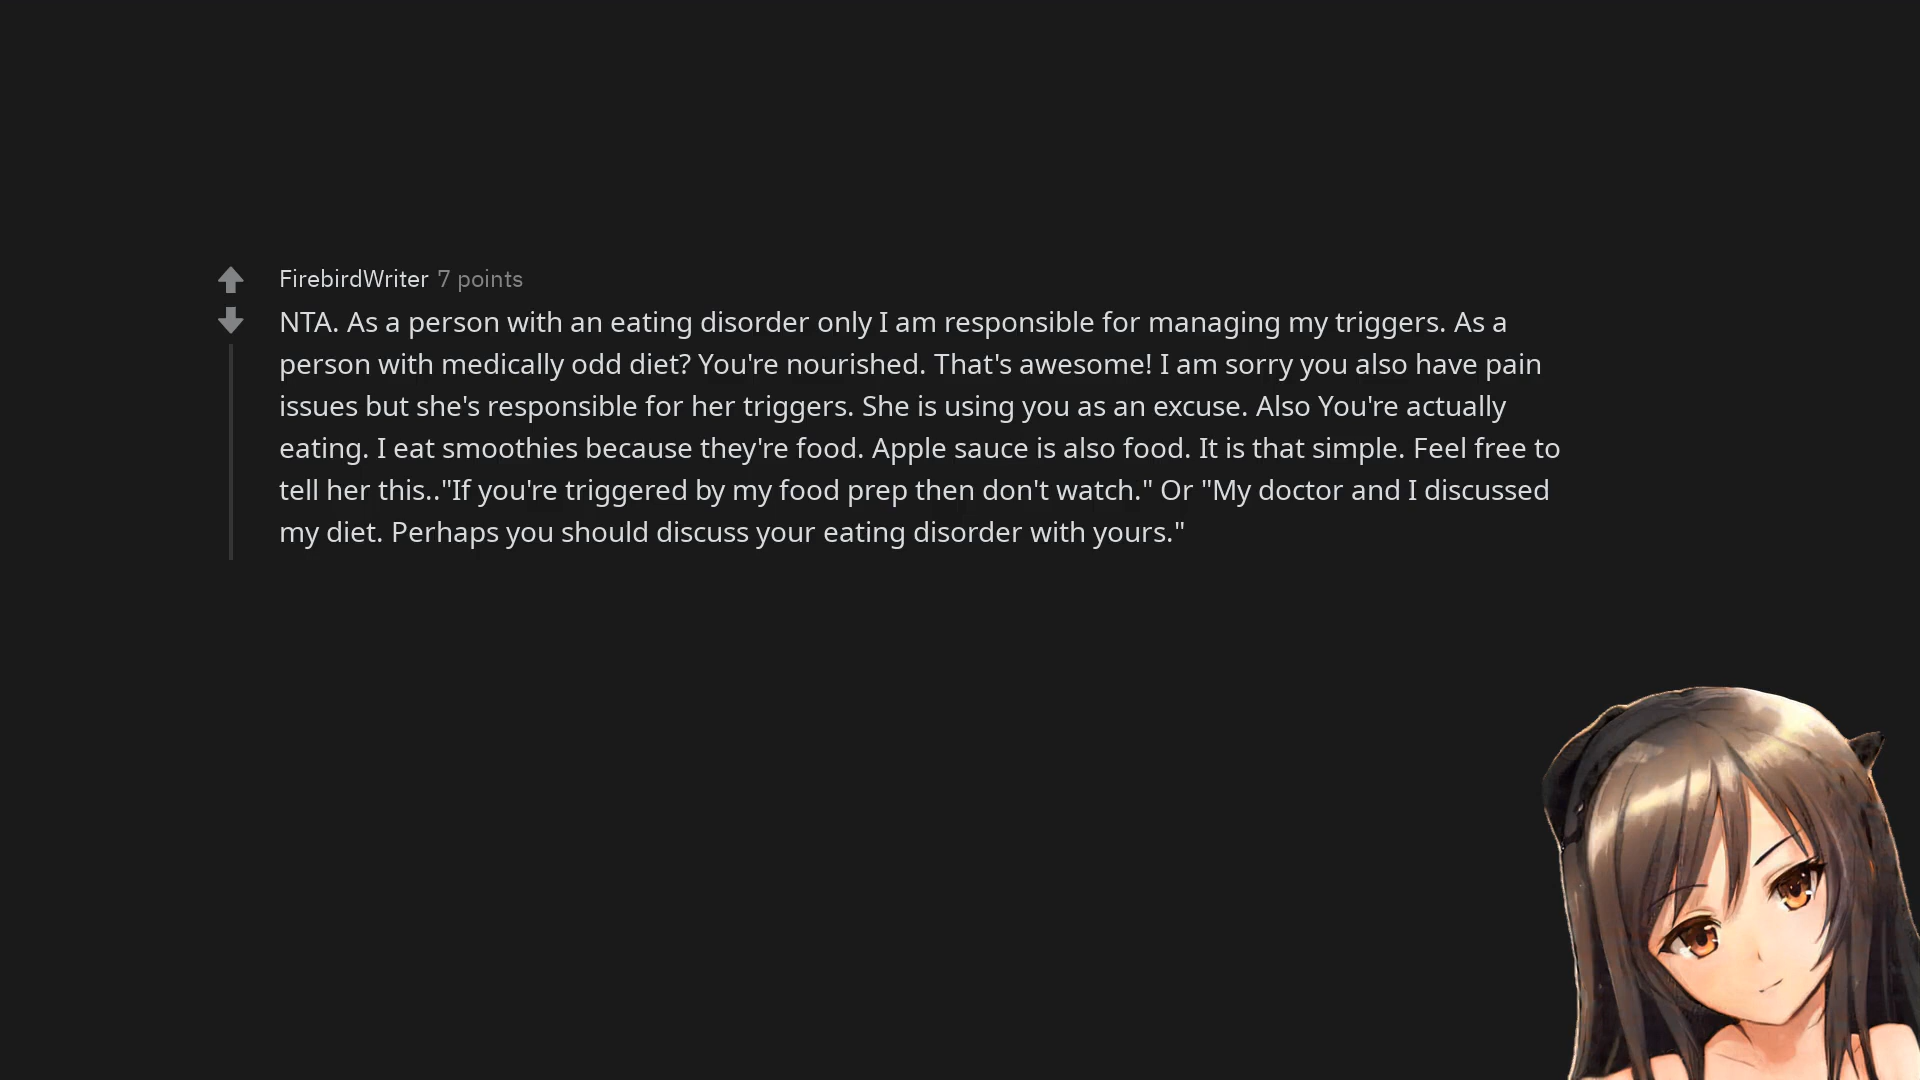 FirebirdWriter 7 points
NTA. As a person with an eating disorder only I am responsible for managing my triggers. As a
person with medically odd diet? You're nourished. That's awesome! I am sorry you also have pain
issues but she's responsible for her triggers. She is using you as an excuse. Also You're actually
eating. I eat smoothies because they're food. Apple sauce is also food. It is that simple. Feel free to
tell her this.."If you're triggered by my food prep then don't watch." Or "My doctor and I discussed
my diet. Perhaps you should discuss your eating disorder with yours."